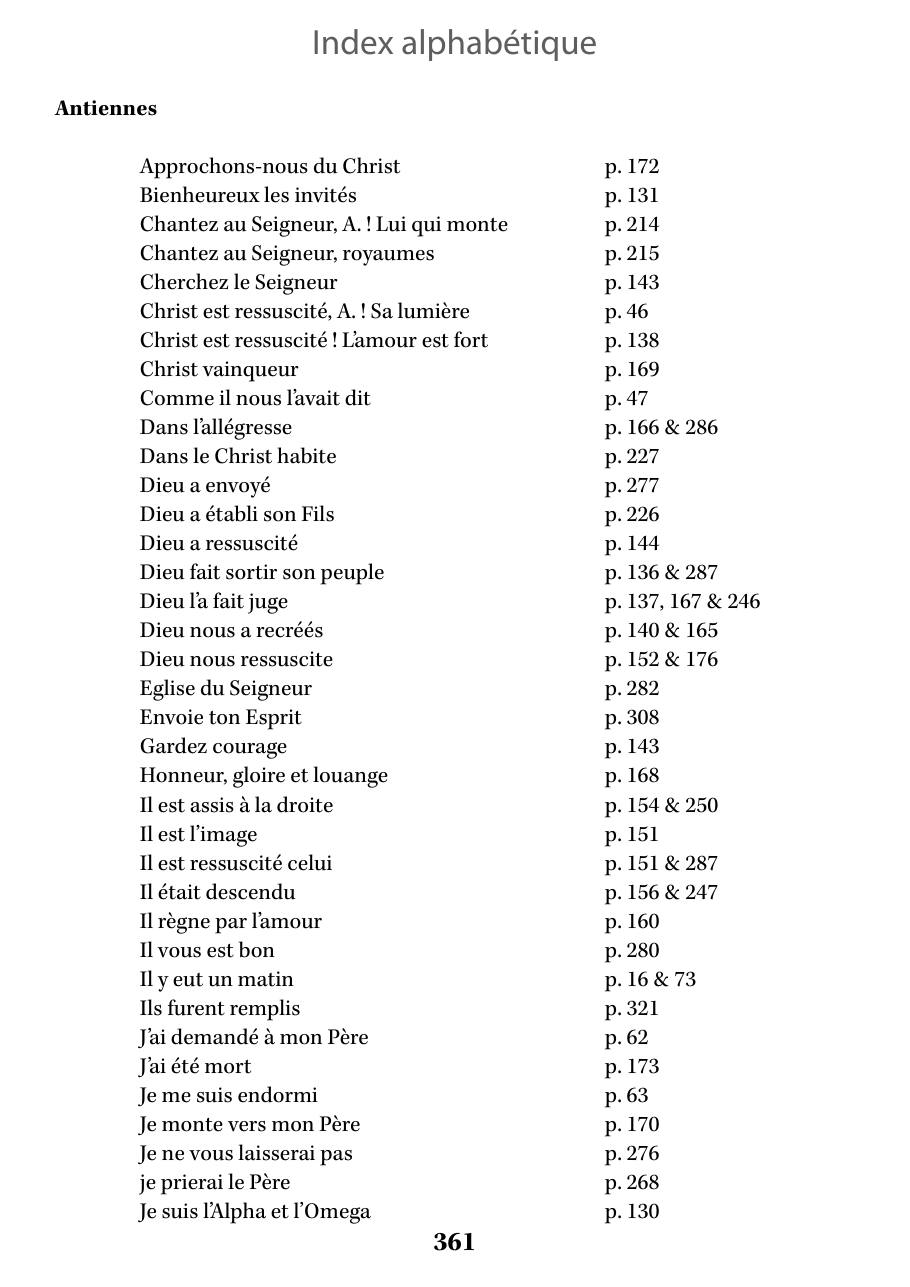 Index alphabétique
Antiennes
Approchons-nous du Christ p. 172
Bienheureux les invités p. 131
Chantez au Seigneur, A. ! Lui qui monte p. 214
Chantez au Seigneur, royaumes p. 215
Cherchez le Seigneur p. 143
Christ est ressuscité, A. ! Sa lumière p. 46
Christ est ressuscité ! L’amour est fort p. 138
Christ vainqueur p. 169
Comme il nous l’avait dit p. 47
Dans l’allégresse p. 166 & 286
Dans le Christ habite p. 227
Dieu a envoyé p. 277
Dieu a établi son Fils p. 226
Dieu a ressuscité p. 144
Dieu fait sortir son peuple p. 136 & 287
Dieu l’a fait juge p. 137, 167 & 246
Dieu nous a recréés p. 140 & 165
Dieu nous ressuscite p. 152 & 176
Eglise du Seigneur p. 282
Envoie ton Esprit p. 308
Gardez courage p. 143
Honneur, gloire et louange p. 168
Il est assis à la droite p. 154 & 250
Il est l’image p. 151
Il est ressuscité celui p. 151 & 287
Il était descendu p. 156 & 247
Il règne par l’amour p. 160
Il vous est bon p. 280
Il y eut un matin p. 16 & 73
Ils furent remplis p. 321
J’ai demandé à mon Père p. 62
J’ai été mort p. 173
Je me suis endormi p. 63
Je monte vers mon Père p. 170
Je ne vous laisserai pas p. 276
je prierai le Père p. 268
Je suis l’Alpha et l’Omega p. 130
361